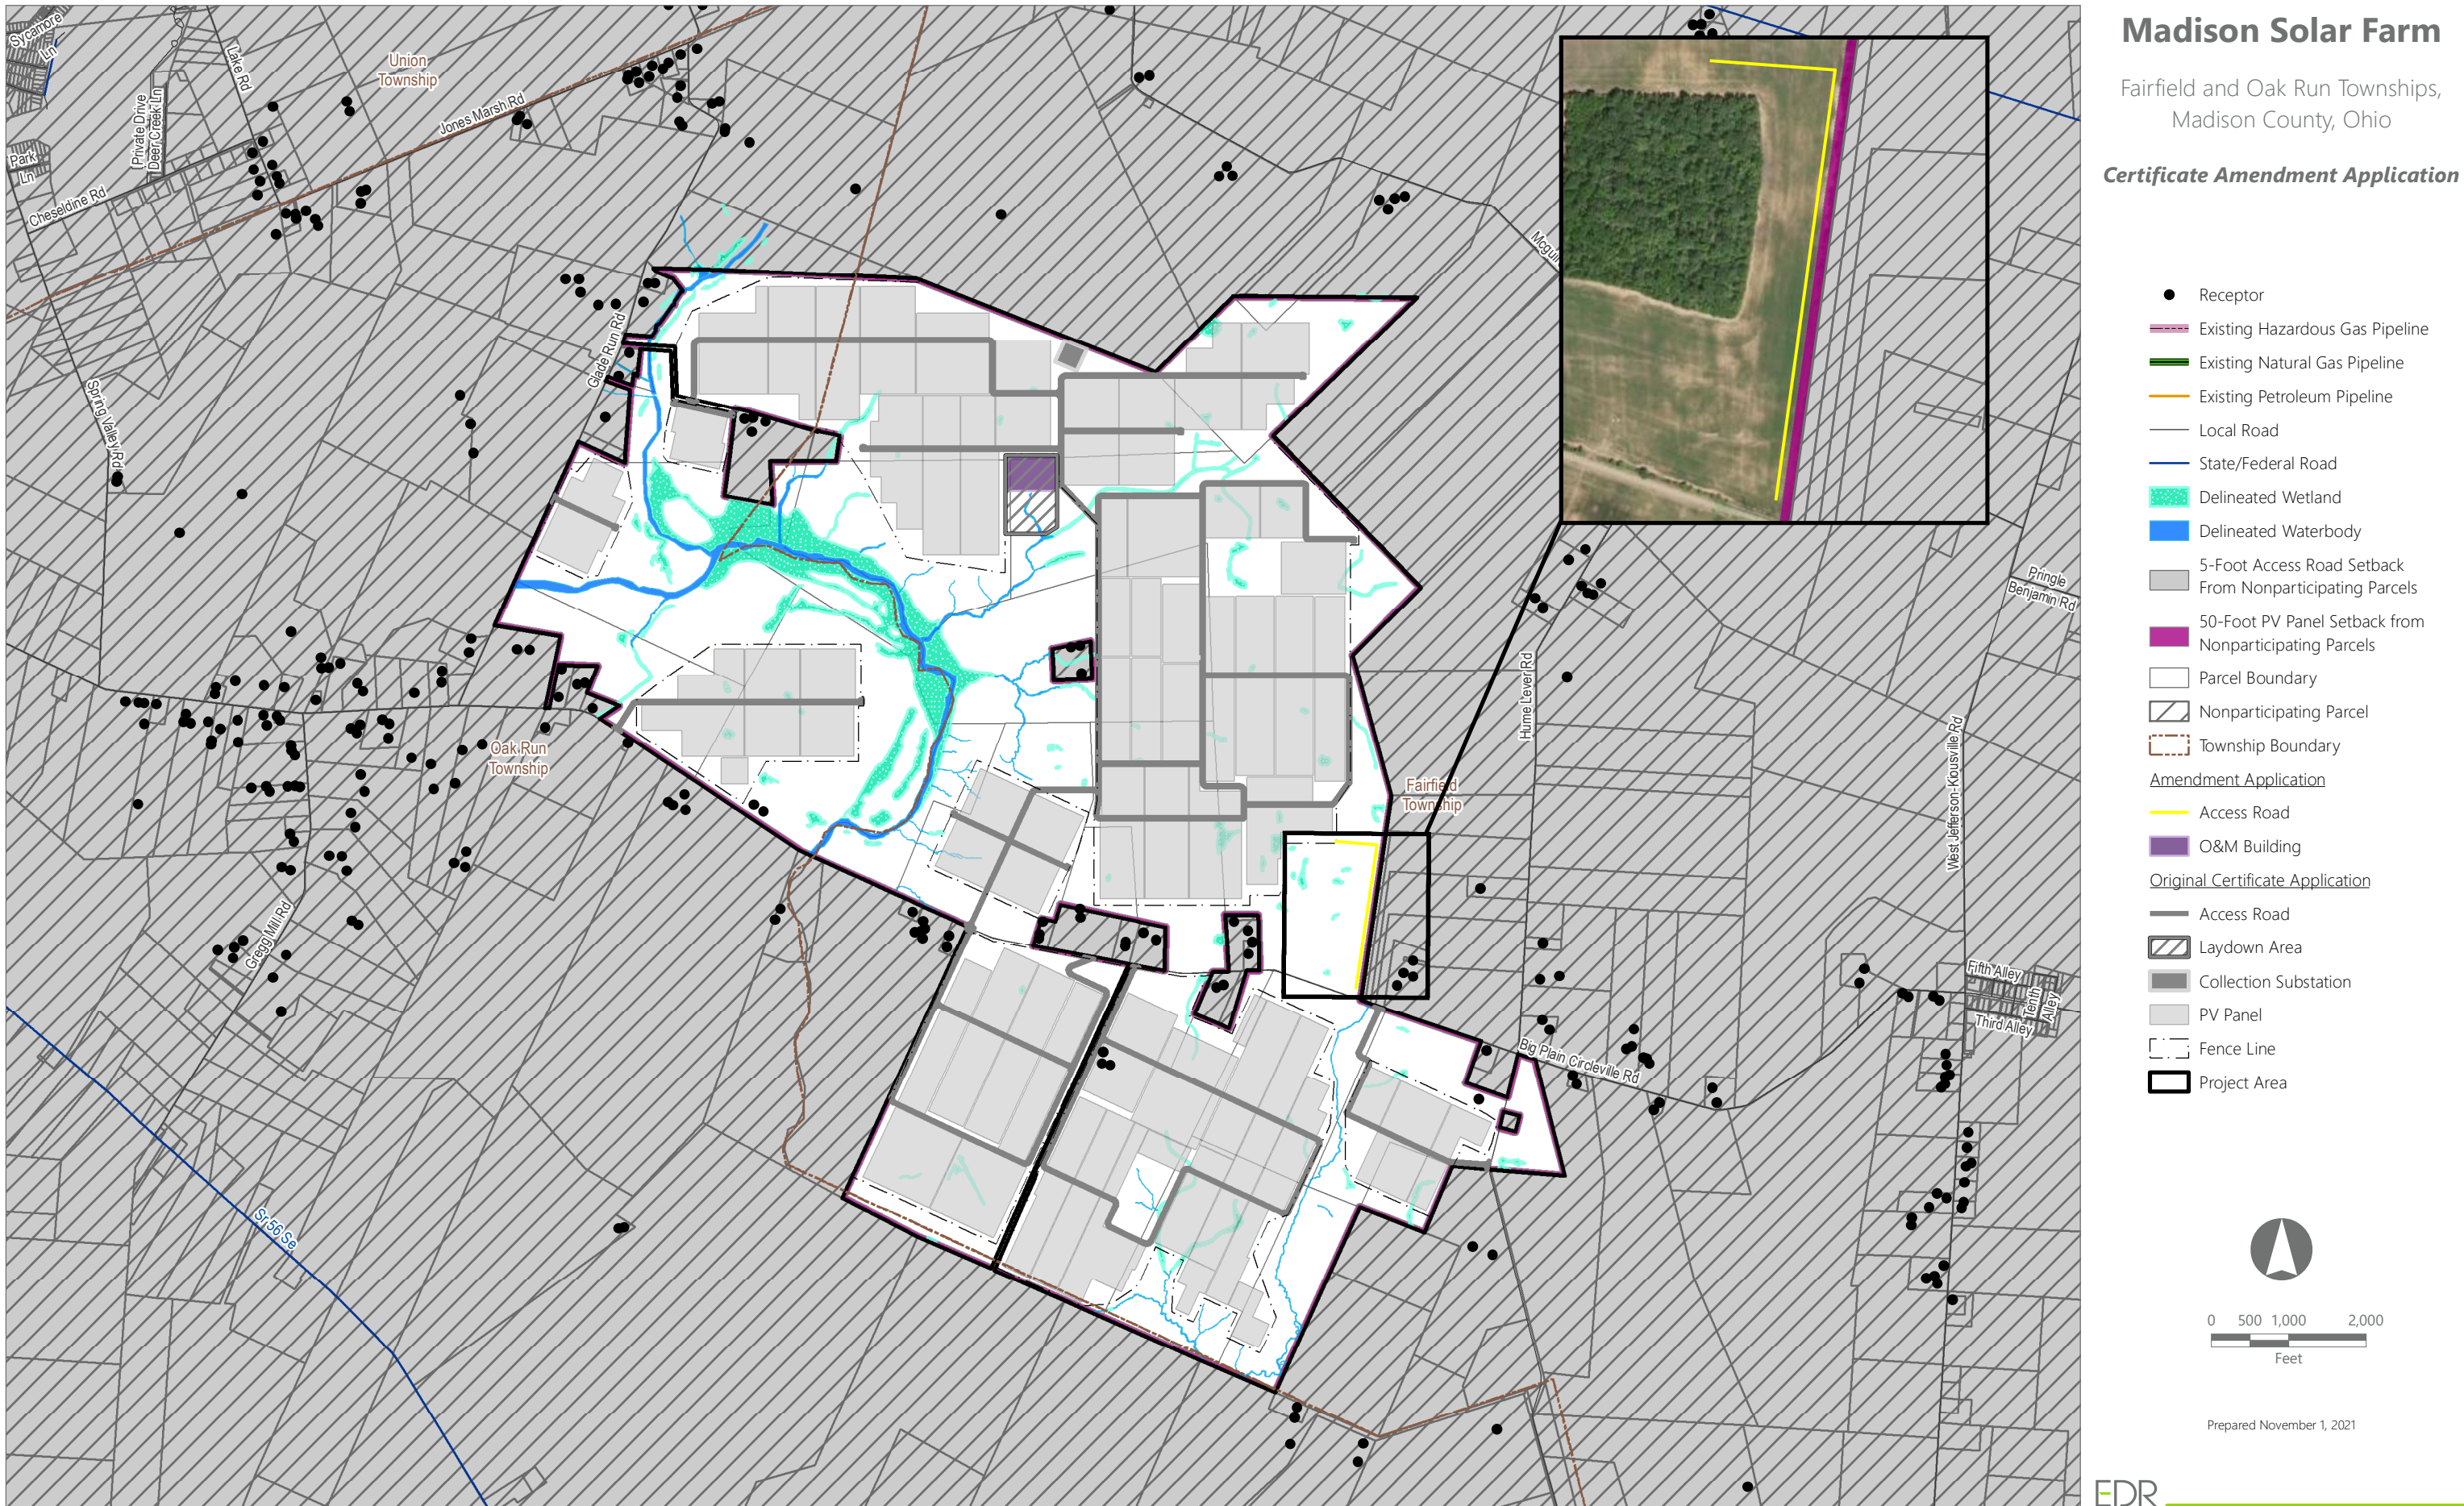 Madison Solar Farm
Fairfield and Oak Run Townships,
Madison County, Ohio
Certificate Amendment Application
Receptor
Existing Hazardous Gas Pipeline
Existing Natural Gas Pipeline
Existing Petroleum Pipeline
Local Road
State/Federal Road
Delineated Wetland
Delineated Waterbody
5-Foot Access Road Setback
From Nonparticipating Parcels
50-Foot PV Panel Setback from
Nonparticipating Parcels
Parcel Boundary
Nonparticipating Parcel
Township Boundary
Amendment Application
Access Road
O&M Building
Original Certificate Application
Access Road
Laydown Area
Collection Substation
PV Panel
Fence Line
Project Area
0 500 1,000 2,000
Feet
Prepared November 1, 2021
EDR
Sycamore
Ln
Lake Rd
Union
Township
Private Drive
Deer Creek Ln
Jones Marsh Rd
Park
Ln
Cheseldine Rd
Glade Run Rd
Spring Valley Rd
Oak Run
Township
Gregg Mill Rd
Sr 56 Se
Fairfield
Township
Hume Lever Rd
Pringle
Benjamin Rd
West Jefferson-Kiousville Rd
Fifth Alley
Tenth
Alley
Third Alley
Big Plain Circleville Rd